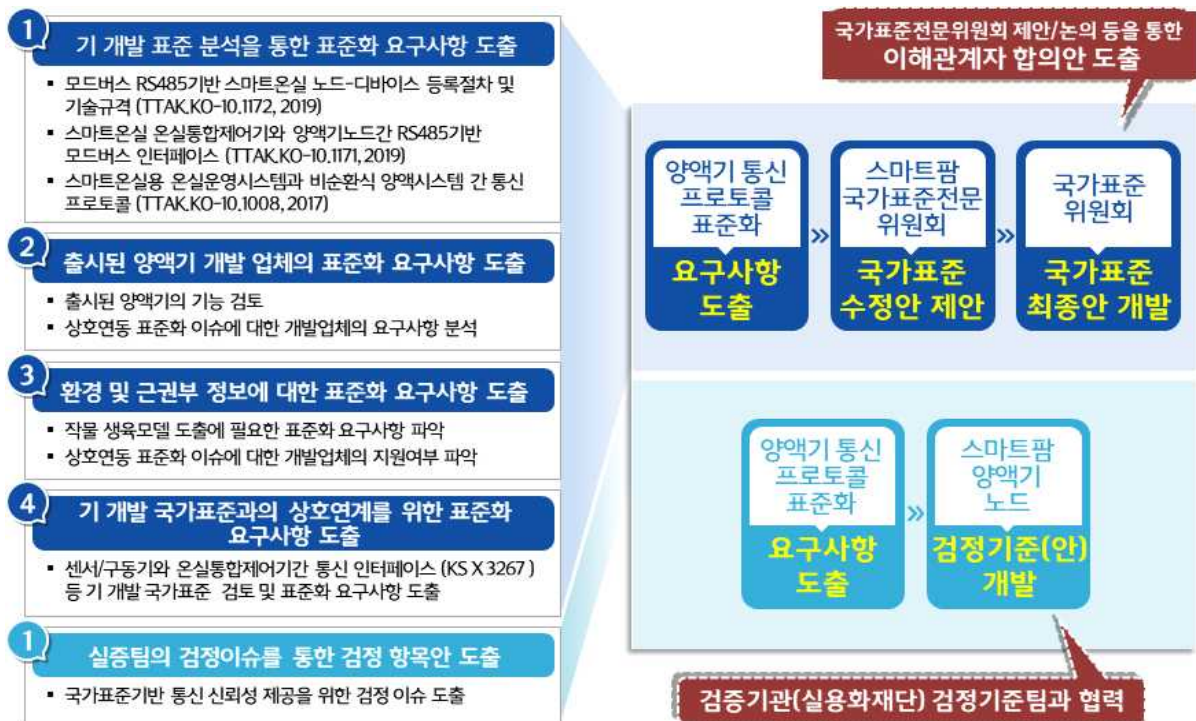 1
기 개발 표준 분석을 통한 표준화 요구사항 도출
▪ 모드버스 RS485기반 스마트온실 노드-디바이스 등록절차 및
기술규격 (TTAK.KO-10.1172, 2019)
▪ 스마트온실 온실통합제어기와 양액기노드간 RS485기반
모드버스 인터페이스 (TTAK.KO-10.1171, 2019)
▪ 스마트온실용 온실운영시스템과 비순환식 양액시스템 간 통신
프로토콜 (TTAK.KO-10.1008, 2017)
2
출시된 양액기 개발 업체의 표준화 요구사항 도출
▪ 출시된 양액기의 기능 검토
▪ 상호연동 표준화 이슈에 대한 개발업체의 요구사항 분석
3
환경 및 근권부 정보에 대한 표준화 요구사항 도출
▪ 작물 생육모델 도출에 필요한 표준화 요구사항 파악
▪ 상호연동 표준화 이슈에 대한 개발업체의 지원여부 파악
4
기 개발 국가표준과의 상호연계를 위한 표준화
요구사항 도출
▪ 센서/구동기와 온실통합제어기간 통신 인터페이스 (KS X 3267 )
등 기 개발 국가표준 검토 및 표준화 요구사항 도출
1
실증팀의 검정이슈를 통한 검정 항목안 도출
▪ 국가표준기반 통신 신뢰성 제공을 위한 검정 이슈 도출
국가표준전문위원회 제안/논의 등을 통한
이해관계자 합의안 도출
양액기 통신
프로토콜
표준화
요구사항
도출
»
스마트팜
국가표준전문
위원회
국가표준
수정안 제안
»
국가표준
위원회
국가표준
최종안 개발
양액기 통신
프로토콜
표준화
요구사항
도출
»
스마트팜
양액기
노드
검정기준(안)
개발
검증기관(실용화재단) 검정기준팀과 협력